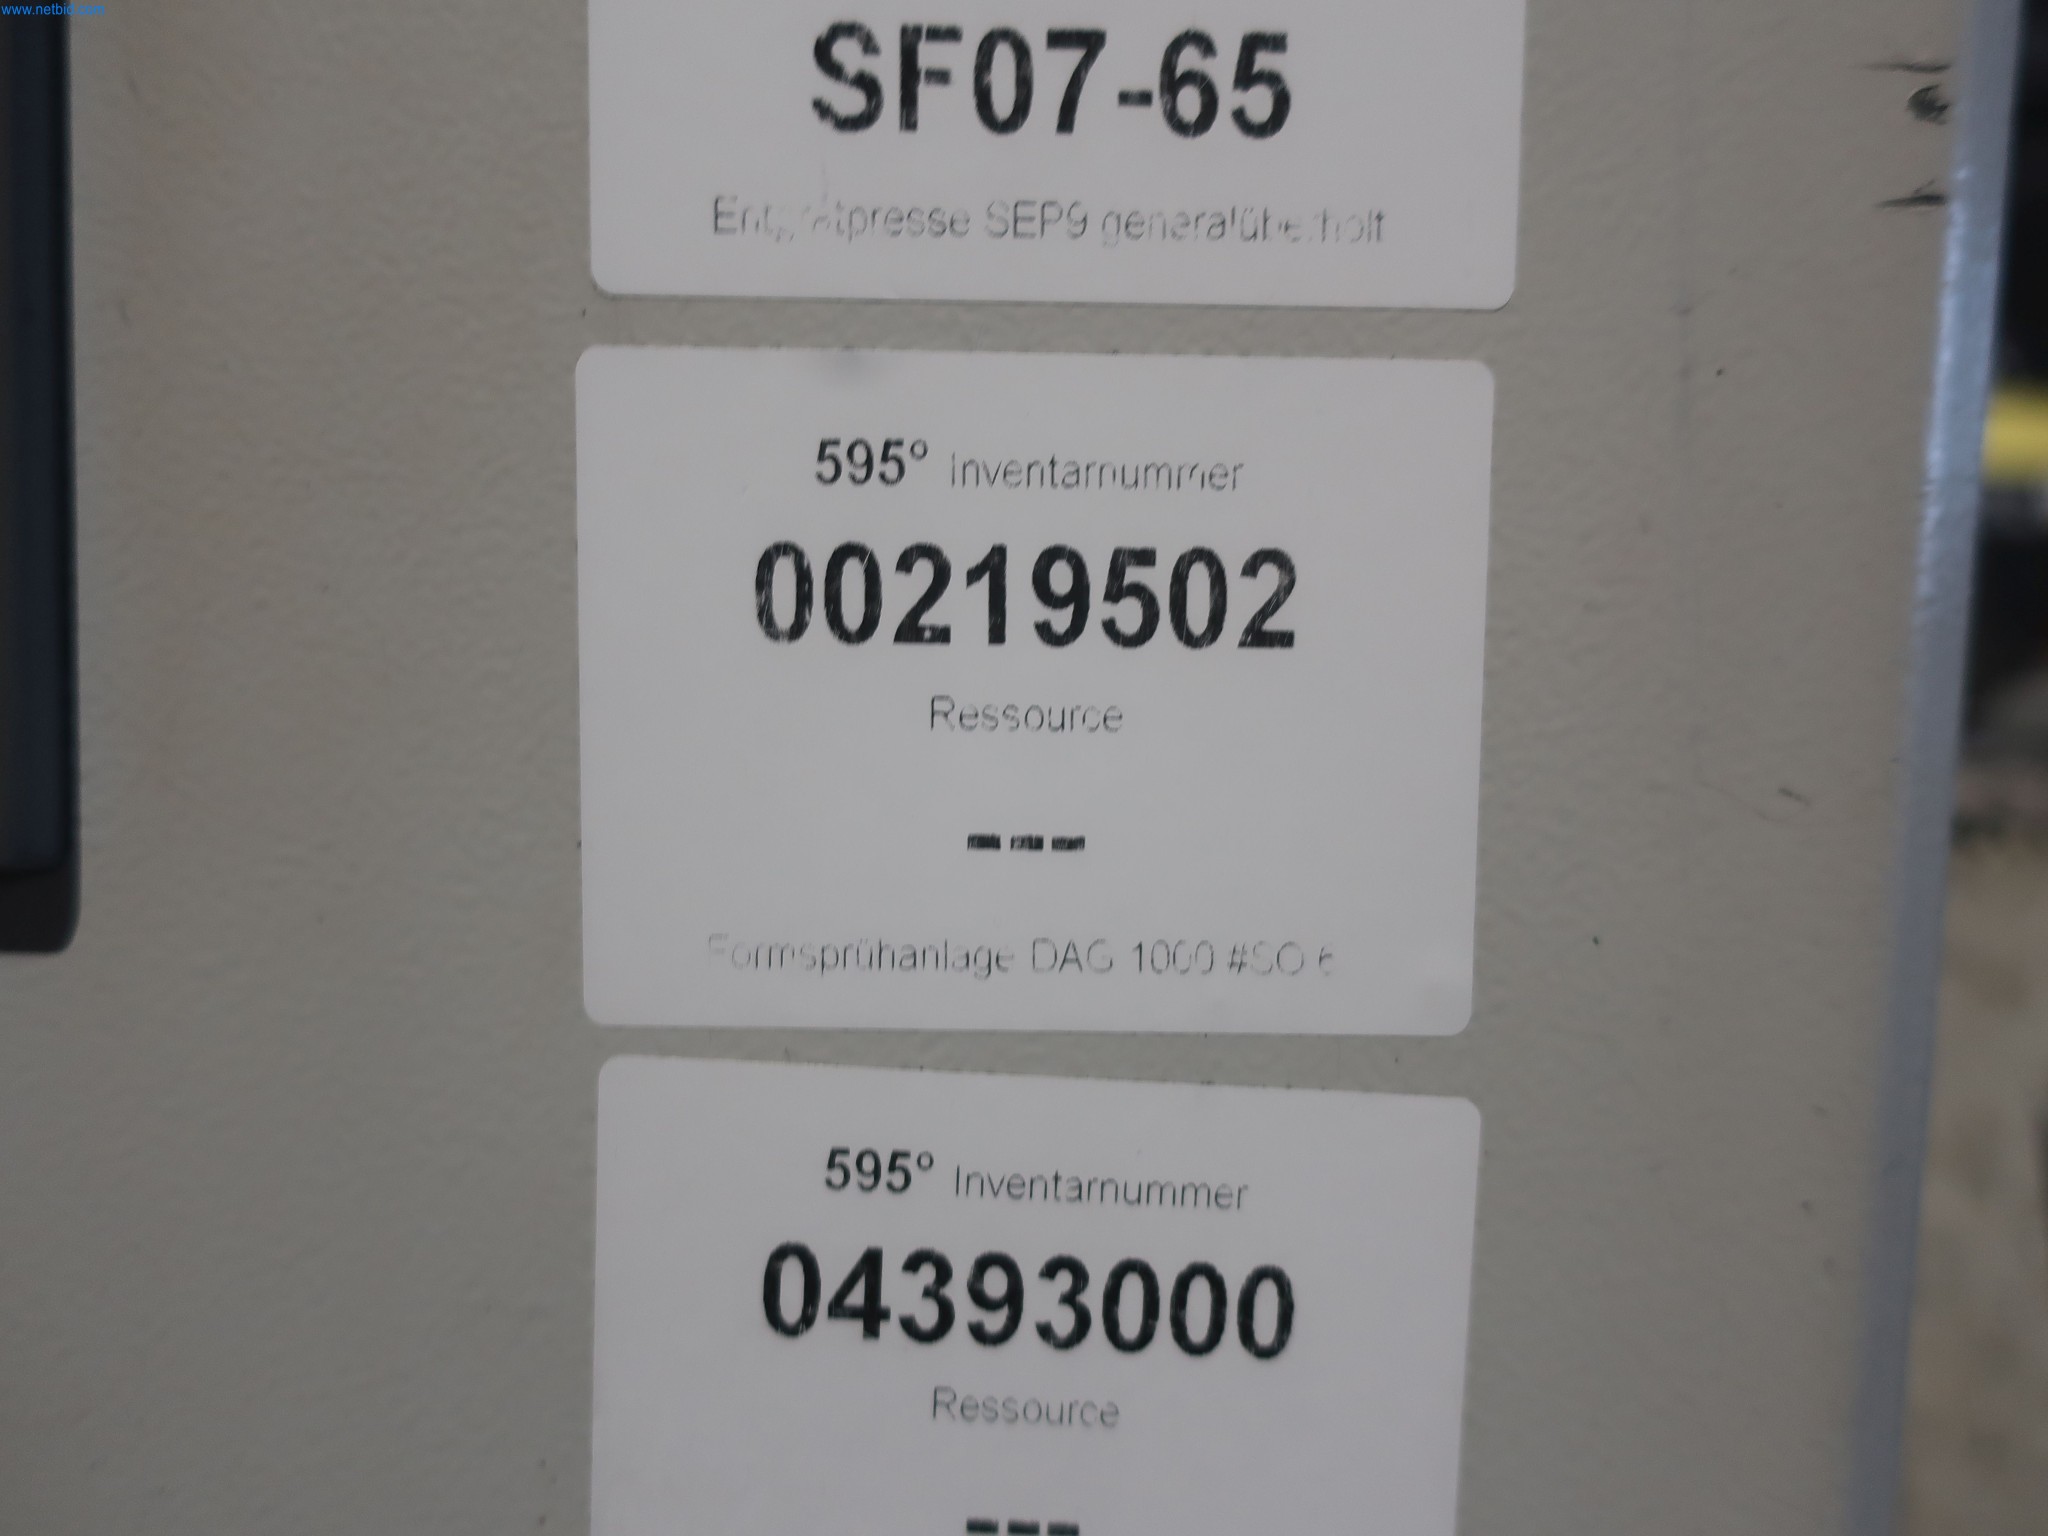 www.netbid.com
SF07-65
Entgratpresse SEP9 generalüberholt
595° Inventarnummer
00219502
Ressource
---
Formsprühanlage DAG 1000 #SO 6
595° Inventarnummer
04393000
Ressource
---